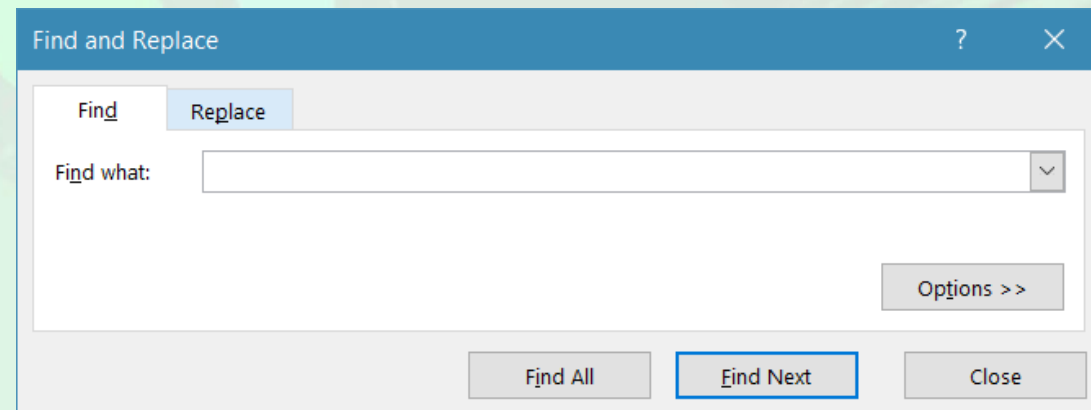 Find and Replace ?
Find Replace
Find what:
Options >>
Find All Find Next Close